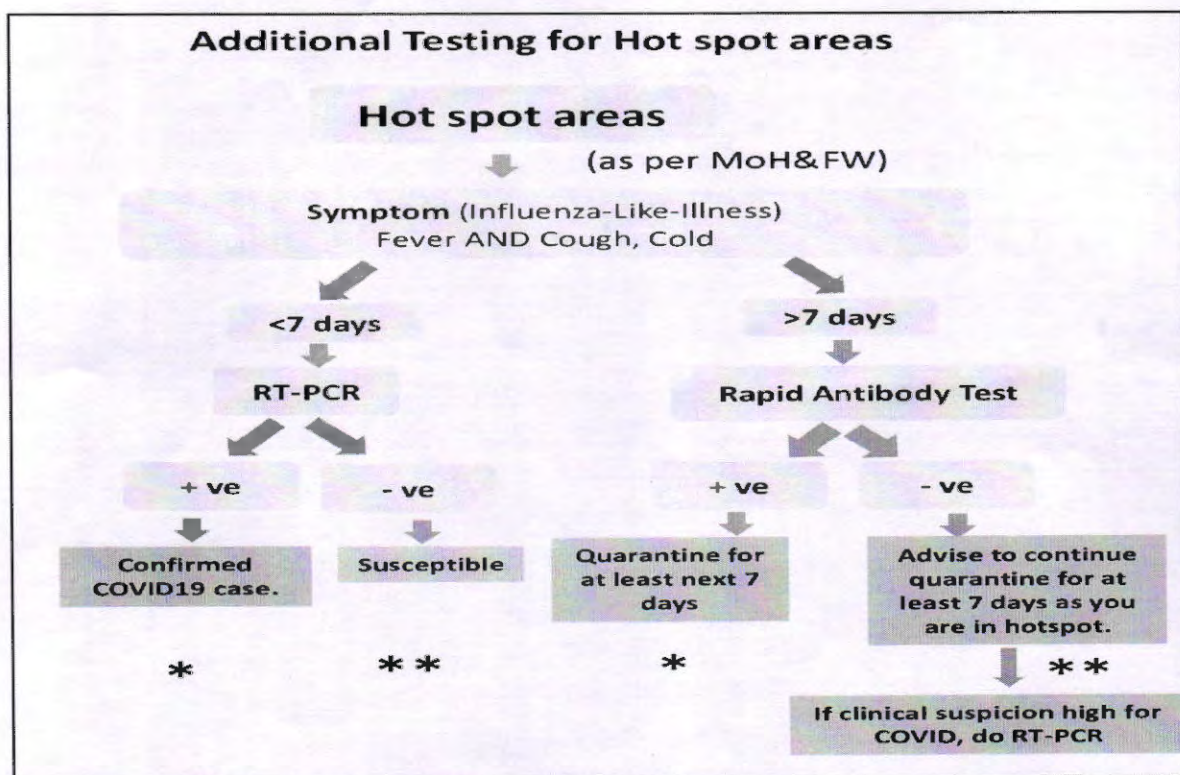 Additional Testing for Hot spot areas
Hot spot areas
(as per MoH&FW)
Symptom (Influenza-Like-Illness)
Fever AND Cough, Cold
<7 days
>7 days
RT-PCR
Rapid Antibody Test
+ ve
- ve
+ ve
- ve
Confirmed
COVID19 case.
Susceptible
Quarantine for
at least next 7
days
Advise to continue
quarantine for at
least 7 days as you
are in hotspot.
*
* *
*
* *
If clinical suspicion high for
COVID, do RT-PCR